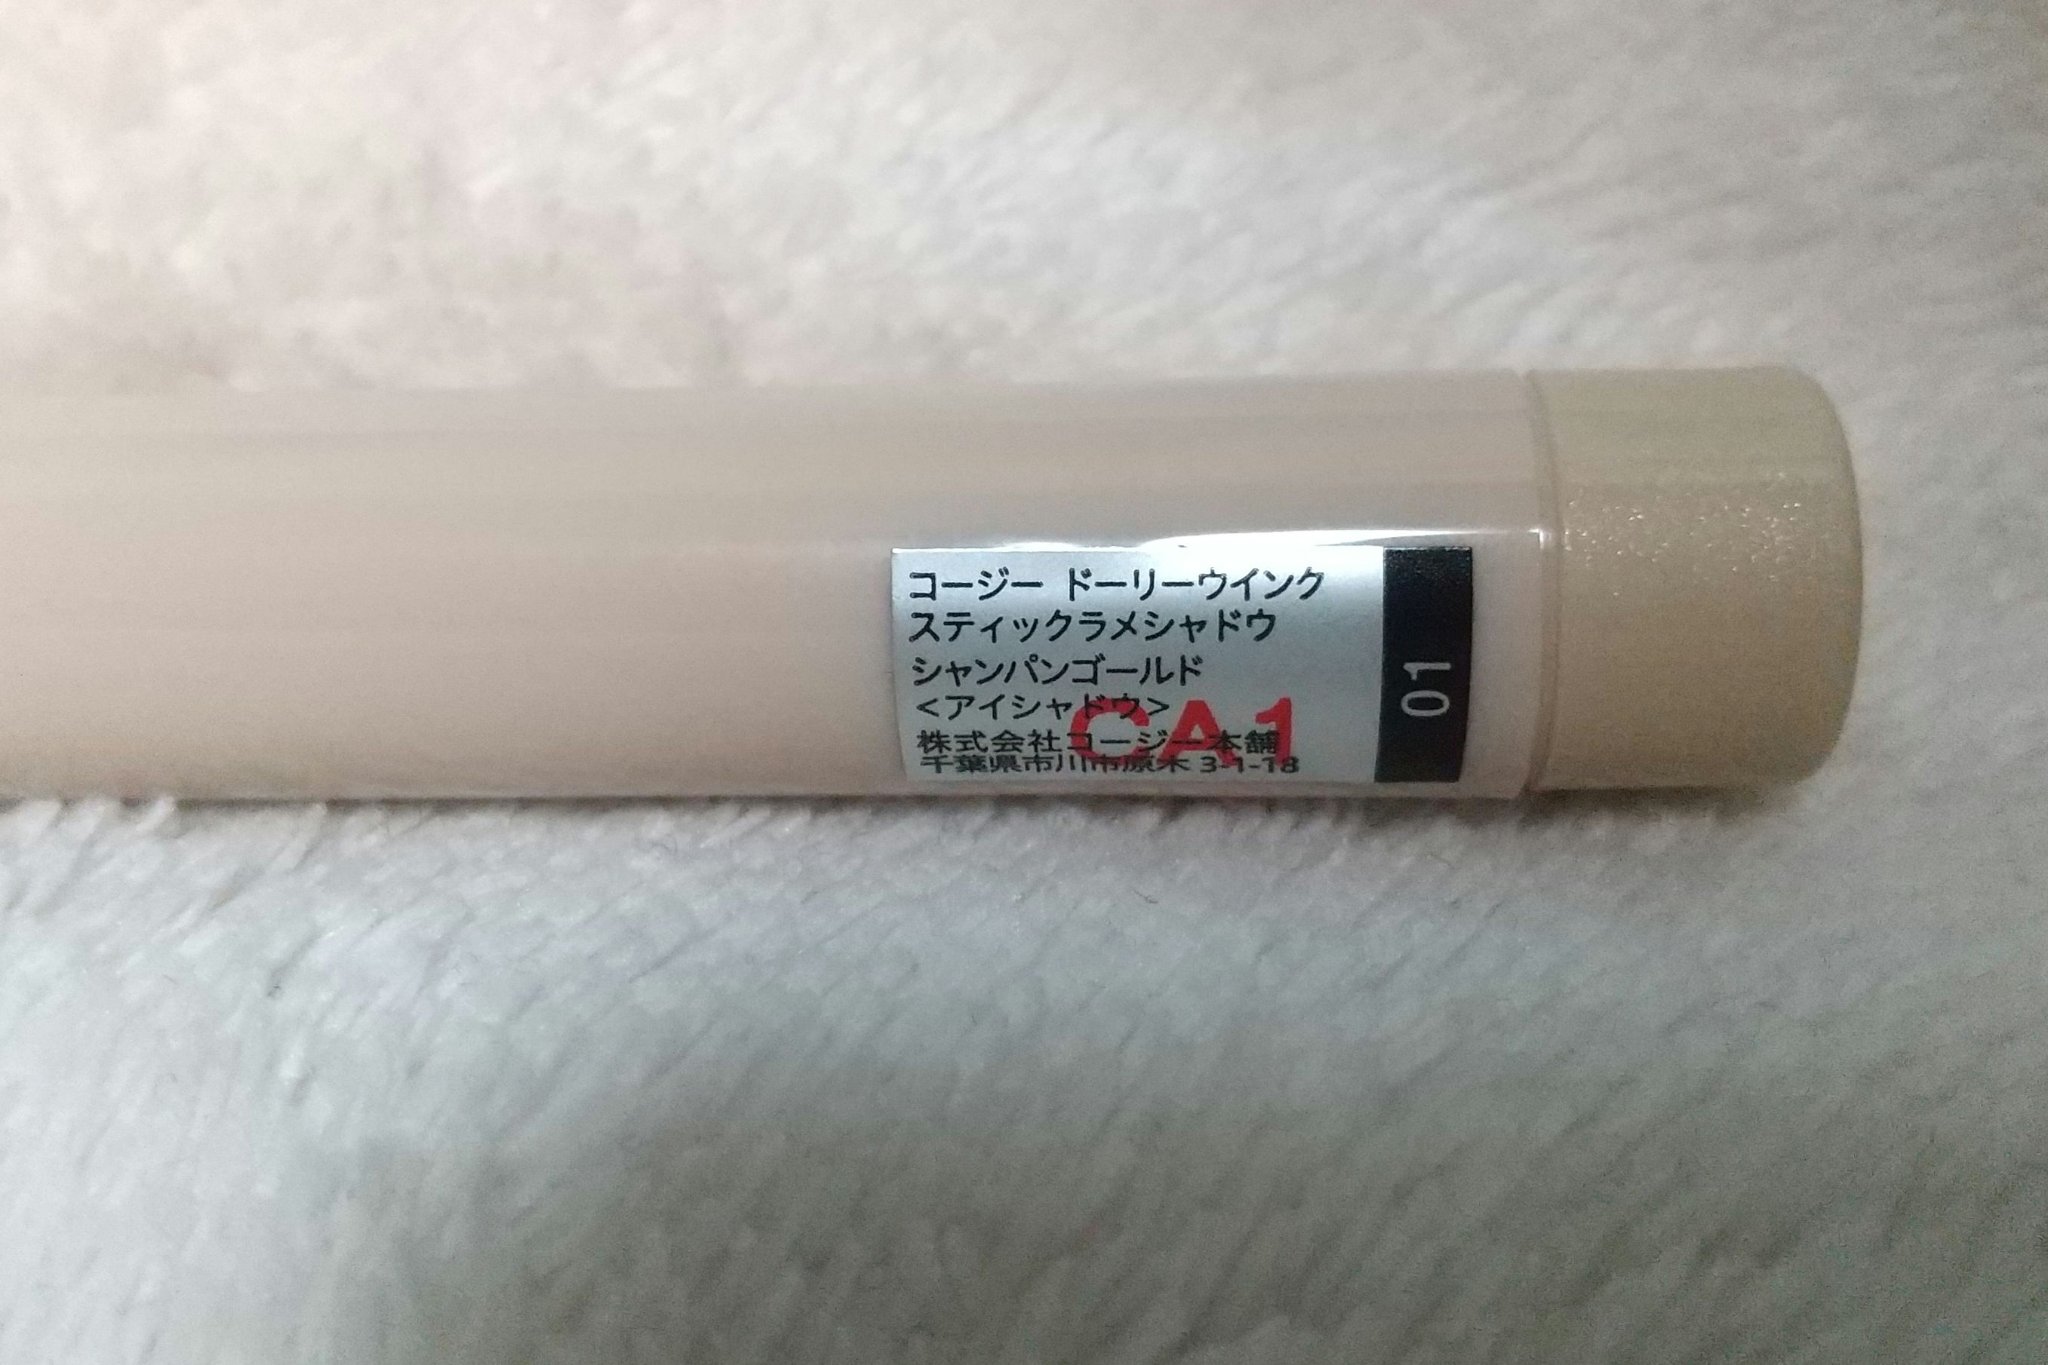 コージー ドーリーウインク
スティックラメシャドウ
シャンパンゴールド
<アイシャドウ>
株式会社コージー本舗
千葉県市川市原木 3-1-18
CA1
01